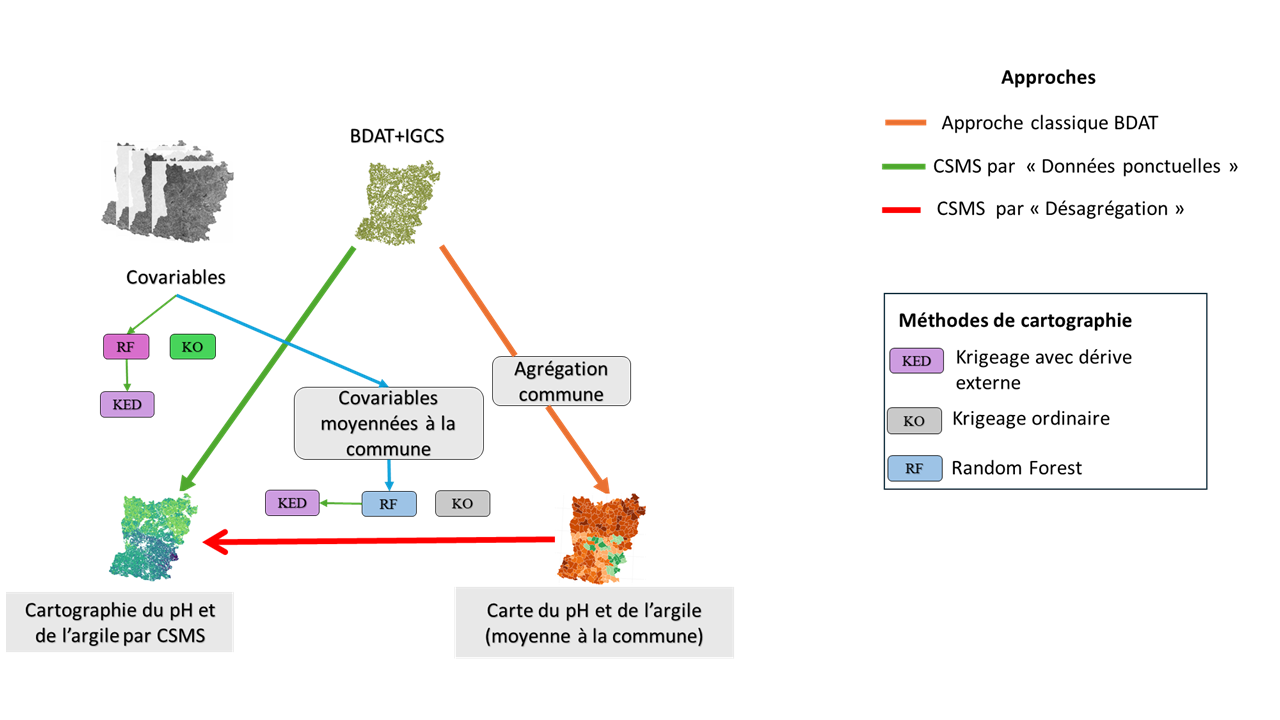 Approches
Approche classique BDAT
CSMS par « Données ponctuelles »
CSMS par « Désagrégation »
BDAT+IGCS
Covariables
RF
KO
KED
Agrégation
commune
Covariables
moyennées à la
commune
KED
RF
KO
Cartographie du pH et
de l'argile par CSMS
Carte du pH et de l'argile
(moyenne à la commune)
Méthodes de cartographie
KED
Krigeage avec dérive
externe
KO
Krigeage ordinaire
RF
Random Forest